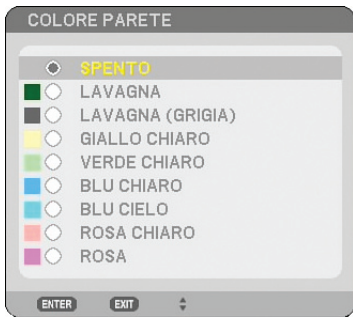 COLORE PARETE
SPENTO
LAVAGNA
LAVAGNA (GRIGIA)
GIALLO CHIARO
VERDE CHIARO
BLU CHIARO
BLU CIELO
ROSA CHIARO
ROSA
ENTER EXIT